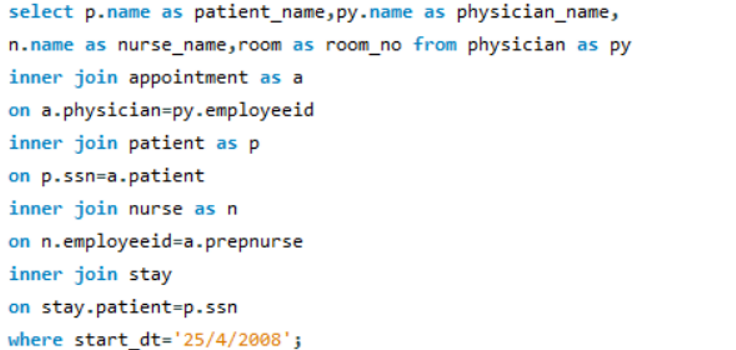 select p.name as patient_name,py.name as physician_name,
n.name as nurse_name,room as room_no from physician as py
inner join appointment as a
on a.physician=py.employeeid
inner join patient as p
on p.ssn=a.patient
inner join nurse as n
on n.employeeid=a.prepnurse
inner join stay
on stay.patient=p.ssn
where start_dt='25/4/2008';